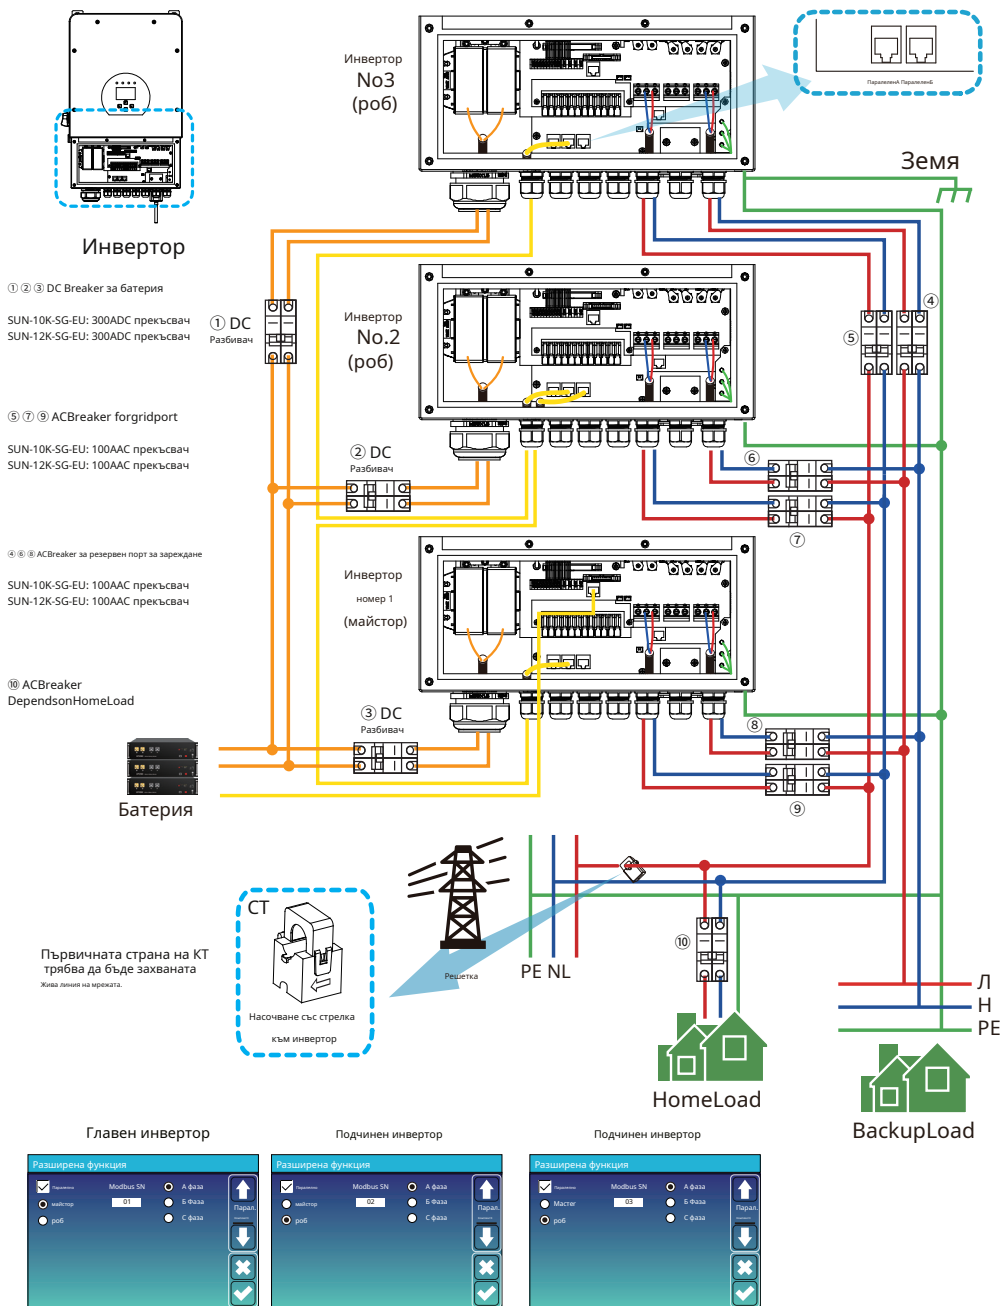 Инвертор
No3
(роб)
ПаралеленА ПаралеленБ
Земя
Инвертор
① ② ③ DC Breaker за батерия
SUN-10K-SG-EU: 300ADC прекъсвач
SUN-12K-SG-EU: 300ADC прекъсвач
① DC
Разбивач
Инвертор
No.2
(роб)
④
⑤
⑤ ⑦ ⑨ ACBreaker forgridport
SUN-10K-SG-EU: 100AAC прекъсвач
SUN-12K-SG-EU: 100AAC прекъсвач
② DC
Разбивач
⑥
⑦
④ ⑥ ⑧ ACBreaker за резервен порт за зареждане
SUN-10K-SG-EU: 100AAC прекъсвач
SUN-12K-SG-EU: 100AAC прекъсвач
Инвертор
номер 1
(майстор)
⑩ ACBreaker
DependsonHomeLoad
③ DC
Разбивач
⑧
⑨
Батерия
CT
Първичната страна на КТ
трябва да бъде захваната
Жива линия на мрежата.
Насочване със стрелка
към инвертор
Решетка
PE NL
⑩
Л
Н
PE
HomeLoad
BackupLoad
Главен инвертор
Разширена функция
Паралелно
Modbus SN
А фаза
майстор
01
Б Фаза
роб
С фаза
Парал.
Подчинен инвертор
Разширена функция
Паралелно
Modbus SN
А фаза
майстор
02
Б Фаза
роб
С фаза
Парал.
Подчинен инвертор
Разширена функция
Паралелно
Modbus SN
А фаза
Мастер
03
Б Фаза
роб
С фаза
Парал.